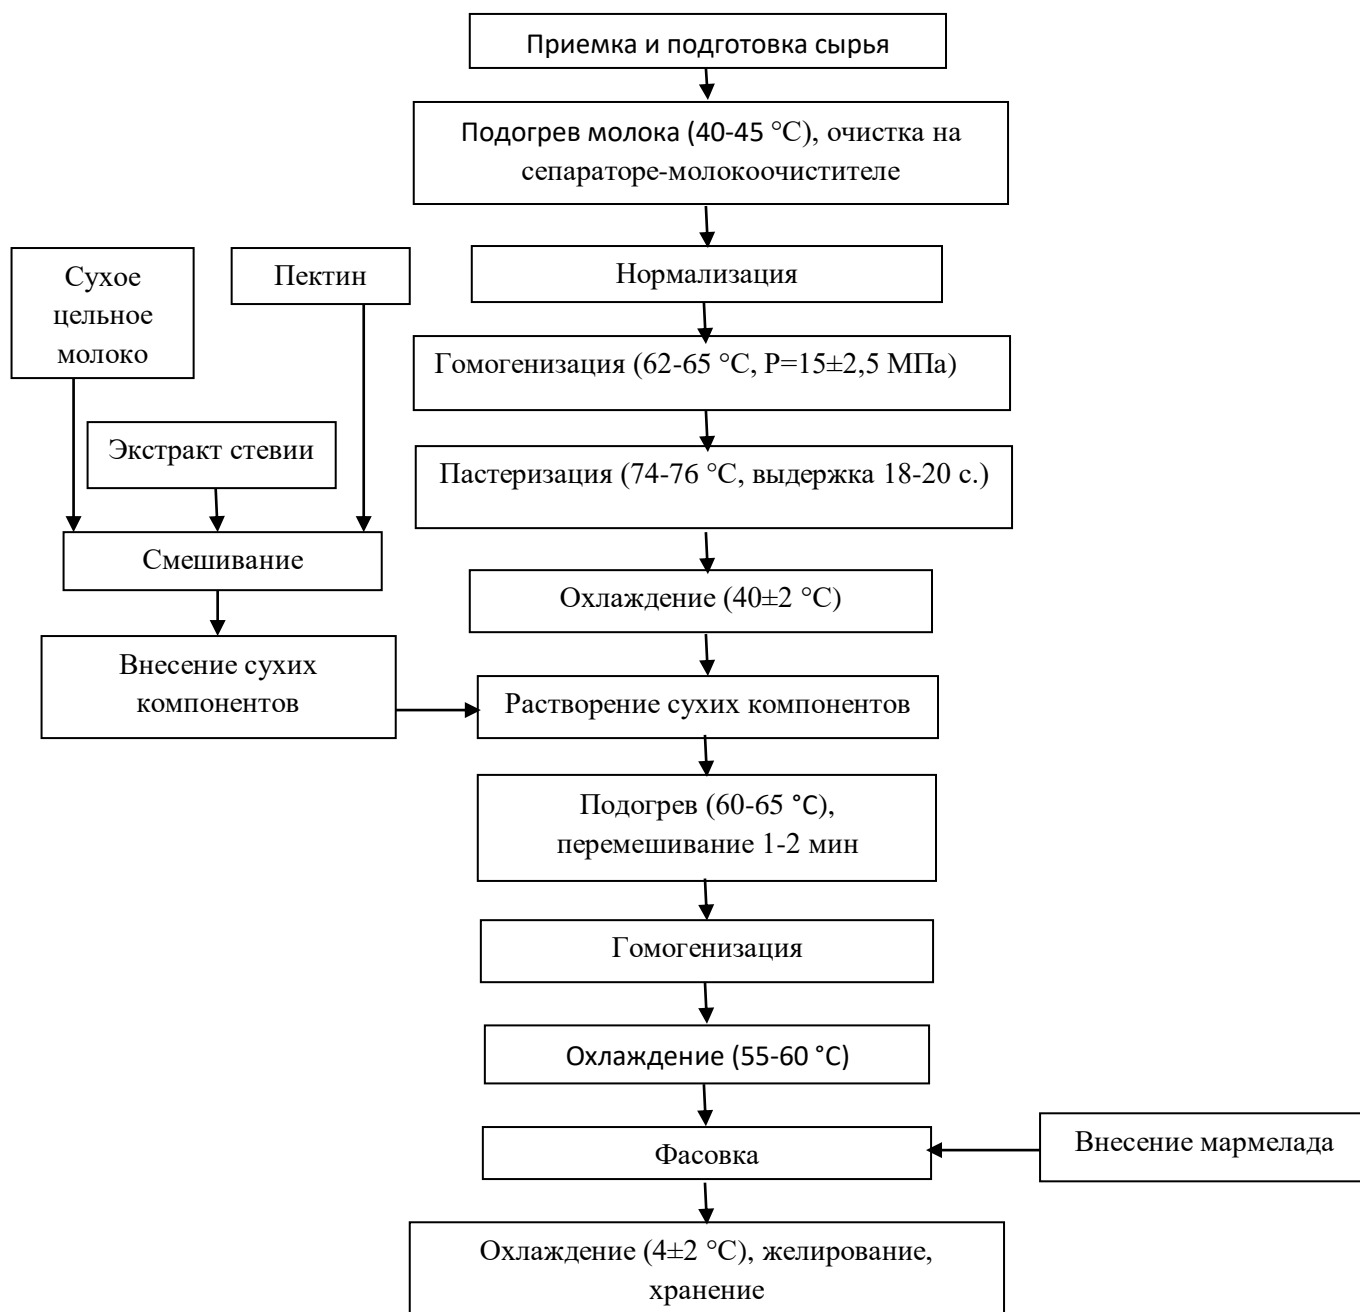 Приемка и подготовка сырья
Подогрев молока (40-45 °С), очистка на
сепараторе-молокоочистителе
Сухое
цельное
молоко
Пектин
Нормализация
Гомогенизация (62-65 °С, Р=15±2,5 МПа)
Экстракт стевии
Пастеризация (74-76 °С, выдержка 18-20 с.)
Смешивание
Охлаждение (40±2 °С)
Внесение сухих
компонентов
Растворение сухих компонентов
Подогрев (60-65 °С),
перемешивание 1-2 мин
Гомогенизация
Охлаждение (55-60 °С)
Фасовка
Внесение мармелада
Охлаждение (4±2 °С), желирование,
хранение